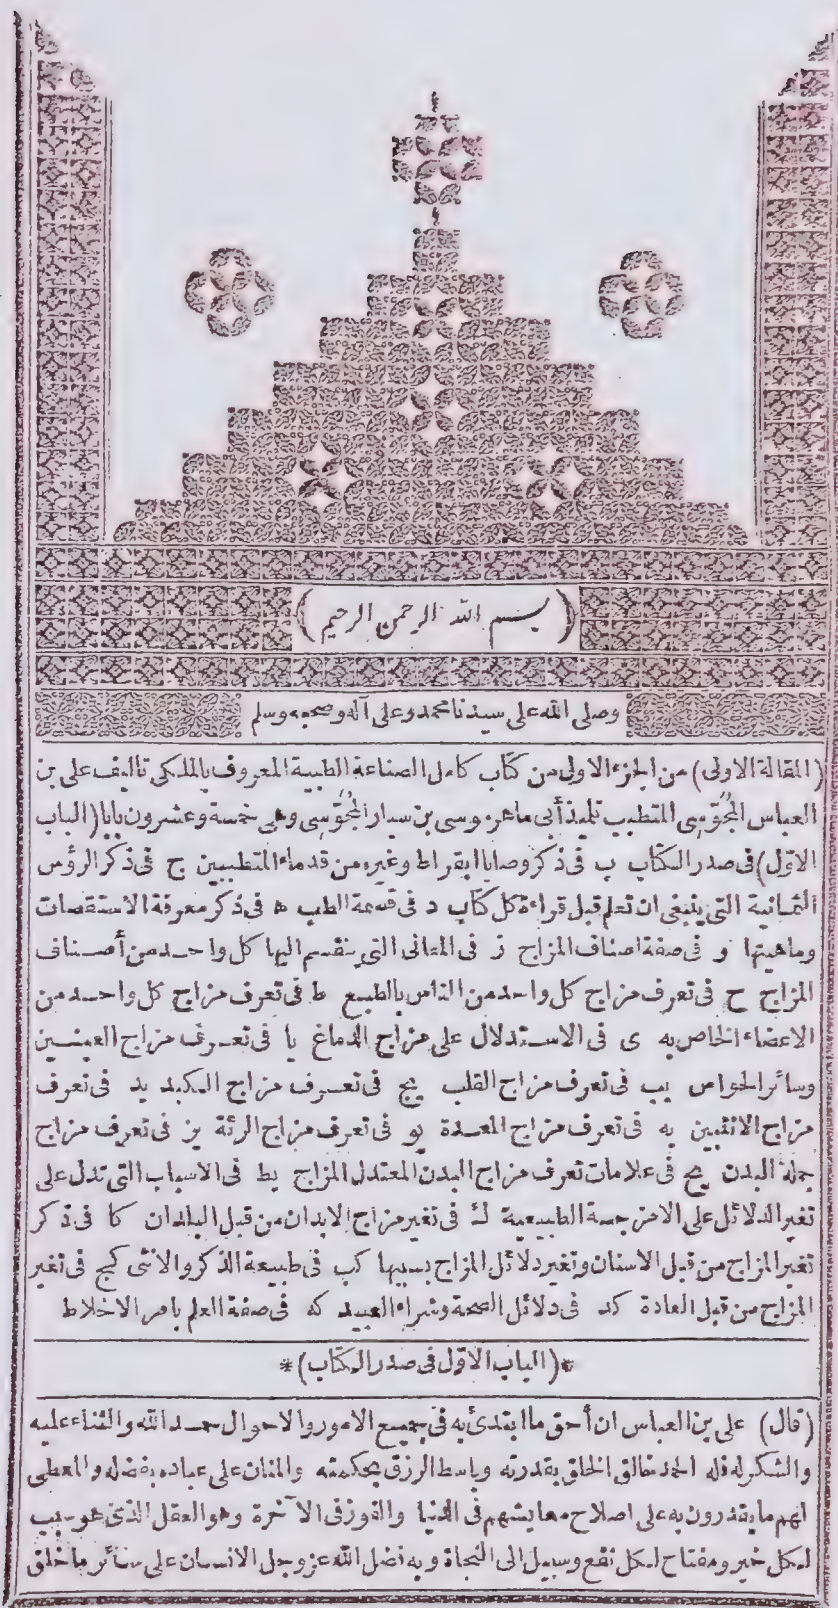 (بسم الله الرحمن الرحيم)
وصلى الله على سيدنا محمد وعلى آله وصحبه وسلم
(المقالة الاولى) من الجزء الاول من كتاب كامل الصناعة الطبية المعروف بالملكى تأليف على بن
العباس المجوسى المتطبب تلميذ أبى ماهر موسى بن سيار المجوسى وهى خمسة وعشرون بابا (الباب
الاول) فى صدر الكتاب ب فى ذكر وصايا ابقراط وغيره من قدماء المتطببين ج فى ذكر الرؤس
الثمانية التى ينبغى ان تعلم قبل قراءة كل كتاب د فى قسمة الطب ه فى ذكر معرفة الاستقصات
وماهيتها و فى صفة اصناف المزاج ز فى المعانى التى ينقسم اليها كل واحد من أصناف
المزاج ح فى تعرف مزاج كل واحد من الناس بالطبع ط فى تعرف مزاج كل واحد من
الاعضاء الخاص به ى فى الاستدلال على مزاج الدماغ يا فى تعرف مزاج العينين
وسائر الحواس يب فى تعرف مزاج القلب يج فى تعرف مزاج الكبد يد فى تعرف
مزاج الانثيين يه فى تعرف مزاج المعدة يو فى تعرف مزاج الرئة يز فى تعرف مزاج
جملة البدن يح فى علامات تعرف مزاج البدن المعتدل المزاج يط فى الاسباب التى تدل على
تغير الدلائل على الامزجة الطبيعية ك فى تغير مزاج الابدان من قبل البلدان كا فى ذكر
تغير المزاج من قبل الاسنان وتغير دلائل المزاج بسببها كب فى طبيعة الذكر والانثى كج فى تغير
المزاج من قبل العادة كد فى دلائل الصحة وشراء العبيد كه فى صفة العلم بامر الاخلاط
*(الباب الاول فى صدر الكتاب)*
(قال) على بن العباس ان أحق ما ابتدئ به فى جميع الامور والاحوال حمد الله والثناء عليه
والشكر له فلله الحمد خالق الخلق بقدرته وباسط الرزق بحكمته والمنان على عباده بفضله والمعطى
لهم ما يقدرون به على اصلاح معايشهم فى الدنيا والفوز فى الآخرة وهو العقل الذى هو سبب
لكل خير ومفتاح لكل نفع وسبيل الى النجاة وبه فضل الله عز وجل الانسان على سائر ما خلق